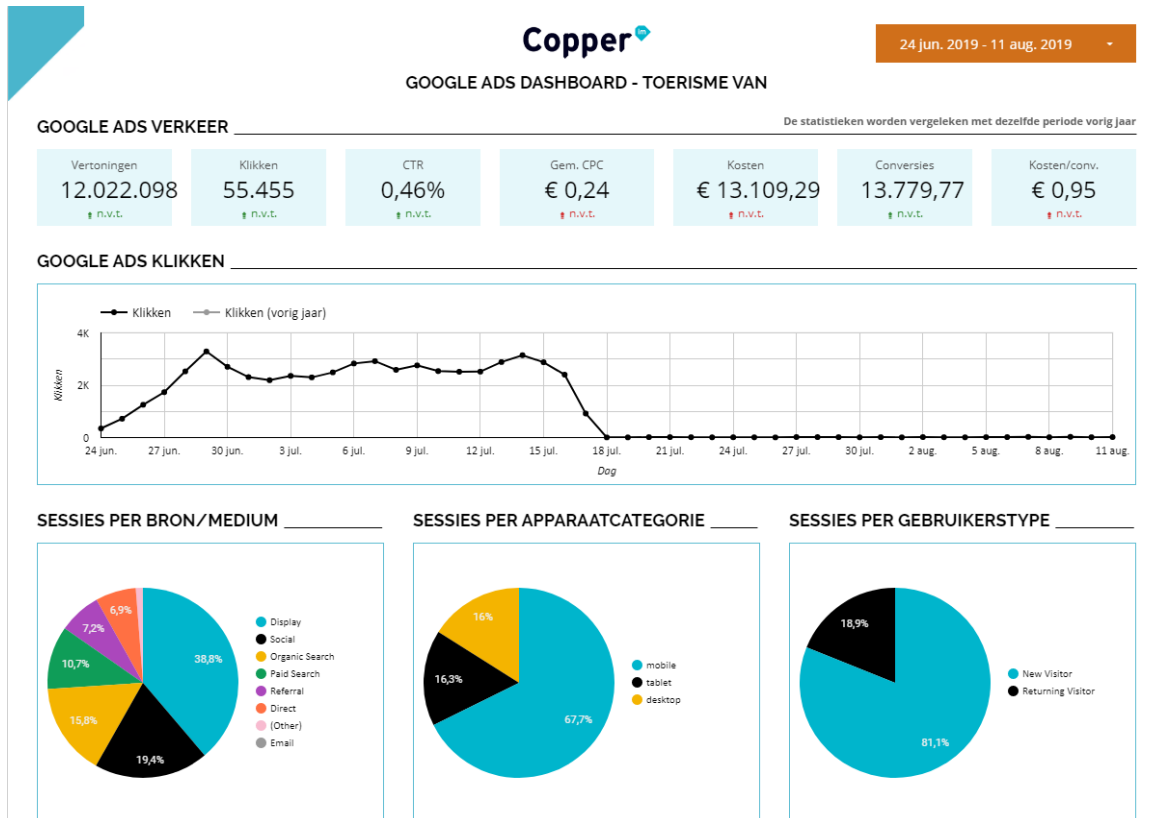 Copper
lm
24 jun. 2019 - 11 aug. 2019
GOOGLE ADS DASHBOARD - TOERISME VAN
GOOGLE ADS VERKEER
De statistieken worden vergeleken met dezelfde periode vorig jaar
Vertoningen
12.022.098
n.v.t.
Klikken
55.455
n.v.t.
CTR
0,46%
n.v.t.
Gem. CPC
€ 0,24
n.v.t.
Kosten
€ 13.109,29
n.v.t.
Conversies
13.779,77
n.v.t.
Kosten/conv.
€ 0,95
n.v.t.
GOOGLE ADS KLIKKEN
Klikken Klikken (vorig jaar)
4K
2K
0
Klikken
24 jun. 27 jun. 30 jun. 3 jul. 6 jul. 9 jul. 12 jul. 15 jul. 18 jul. 21 jul. 24 jul. 27 jul. 30 jul. 2 aug. 5 aug. 8 aug. 11 aug.
Dag
SESSIES PER BRON/MEDIUM
38,8%
19,4%
15,8%
10,7%
7,2%
6,9%
Display
Social
Organic Search
Paid Search
Referral
Direct
(Other)
Email
SESSIES PER APPARAATCATEGORIE
16%
16,3%
67,7%
mobile
tablet
desktop
SESSIES PER GEBRUIKERSTYPE
18,9%
81,1%
New Visitor
Returning Visitor